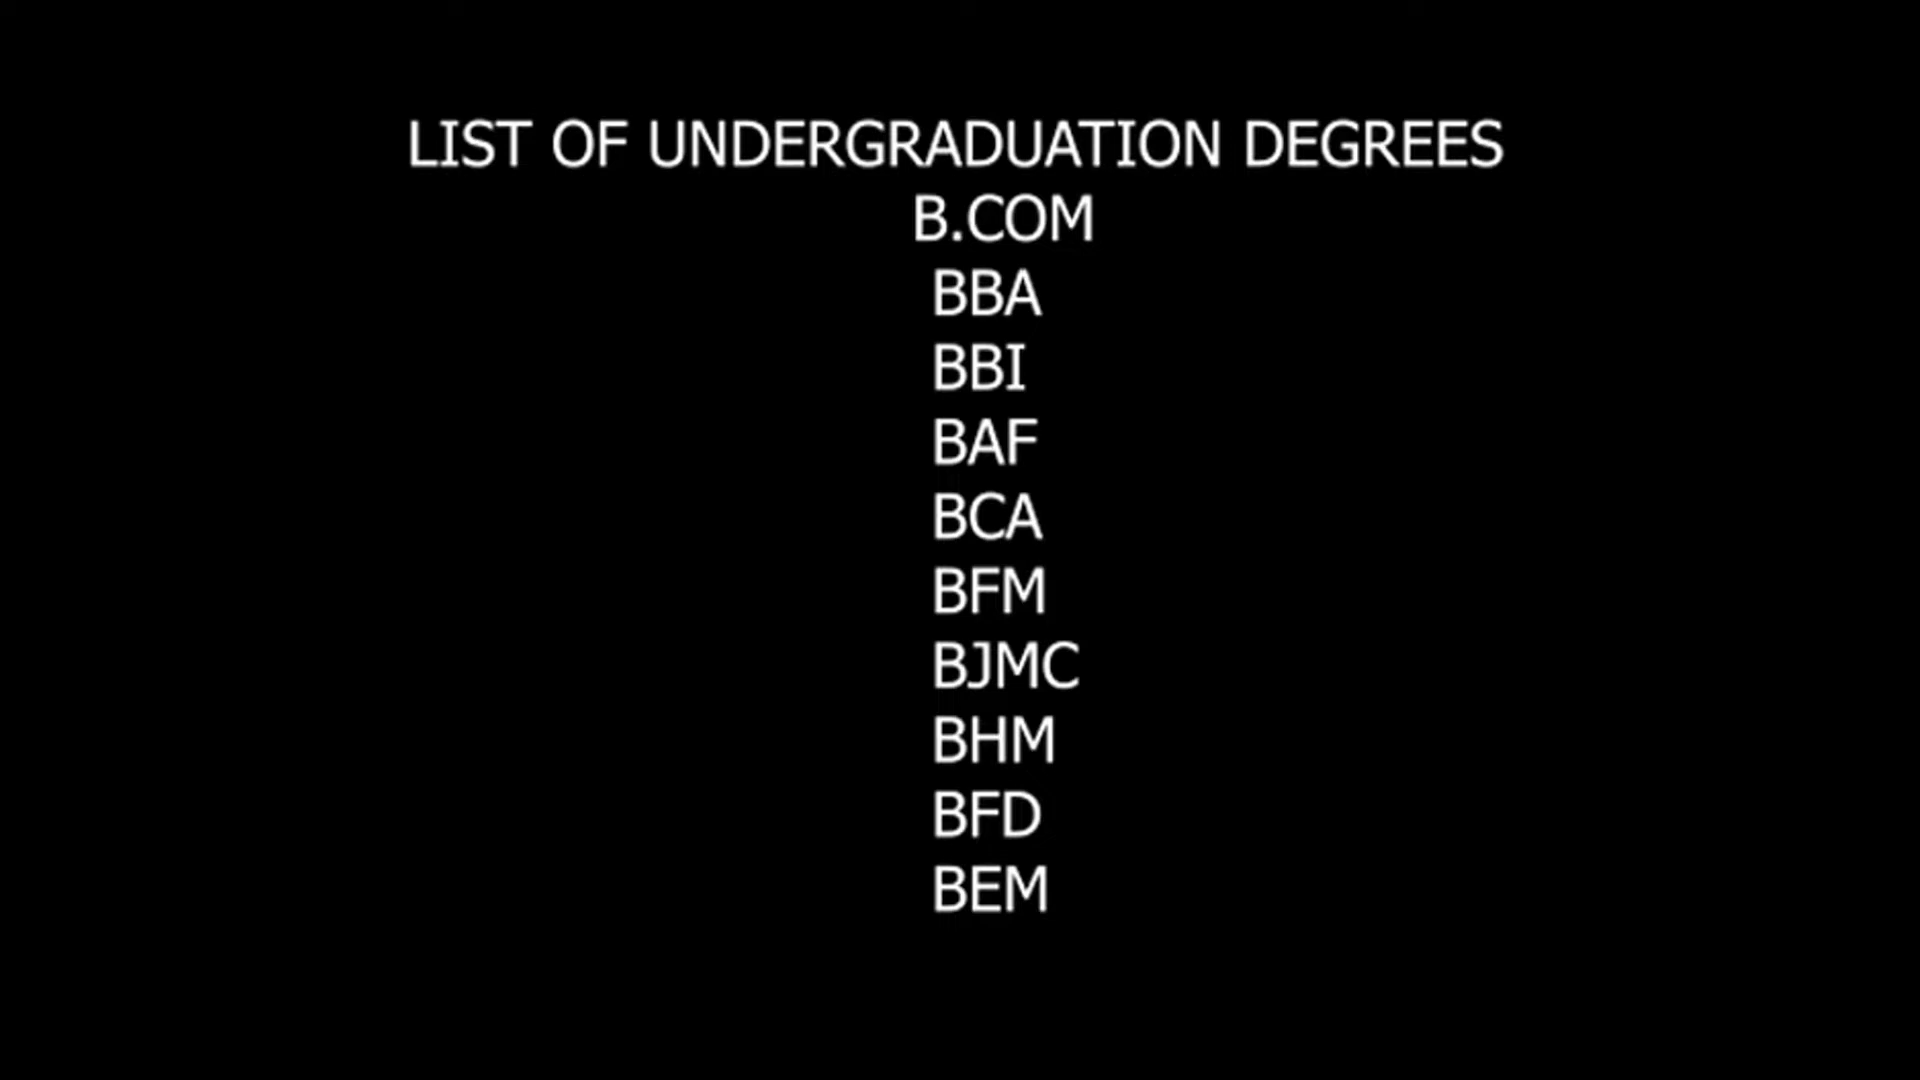 LIST OF UNDERGRADUATION DEGREES
B.COM
BBA
BBI
BAF
BCA
BFM
BJMC
BHM
BFD
BEM